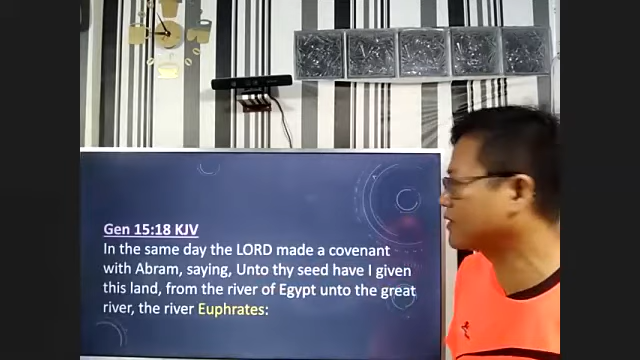 Gen 15:18 KJV
In the same day the LORD made a covenant
with Abram, saying, Unto thy seed have I given
this land, from the river of Egypt unto the great
river, the river Euphrates: